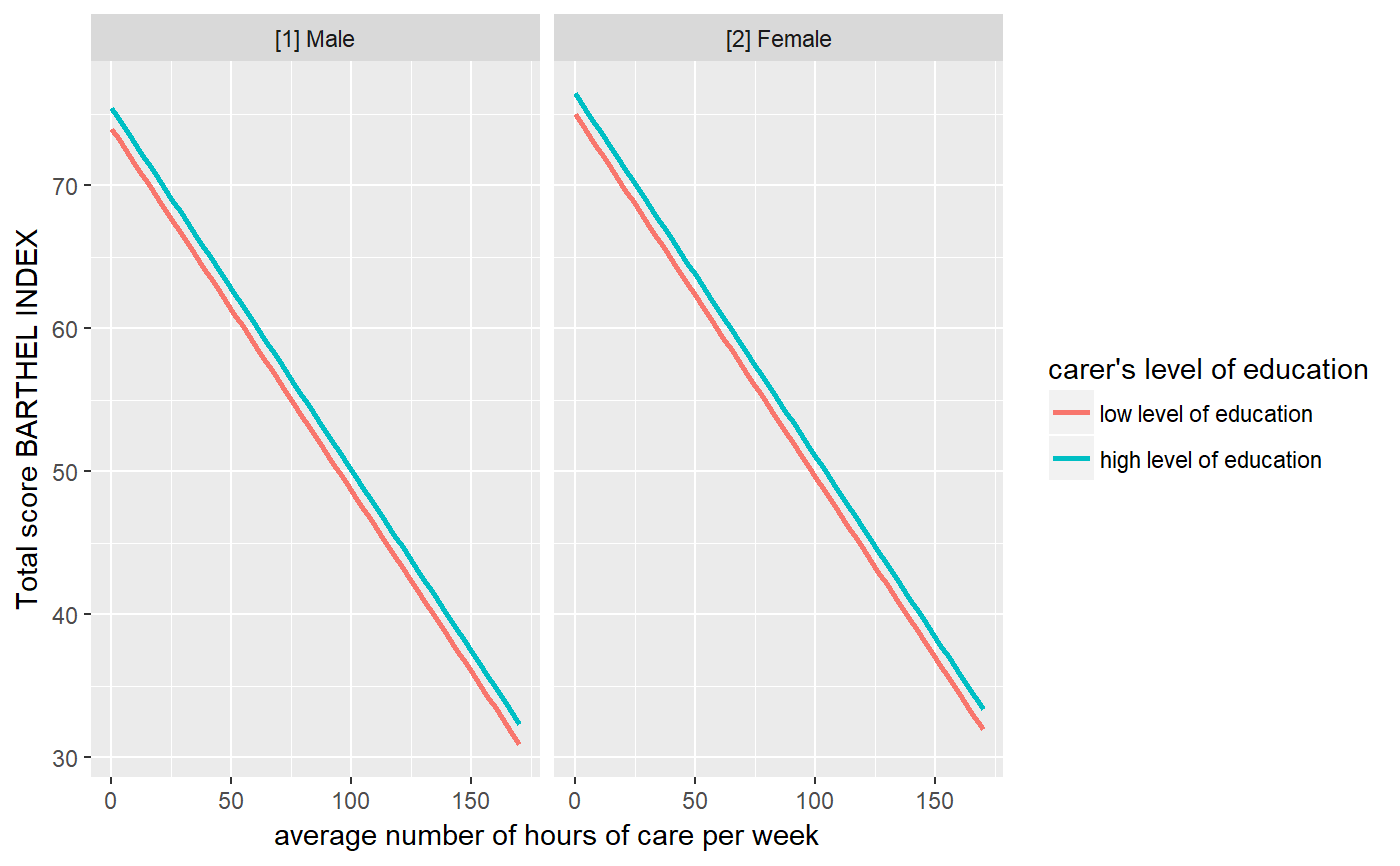 [1] Male
[2] Female
Total score BARTHEL INDEX
70
60
50
40
30
0
50
100
150
0
50
100
150
average number of hours of care per week
carer's level of education
low level of education
high level of education